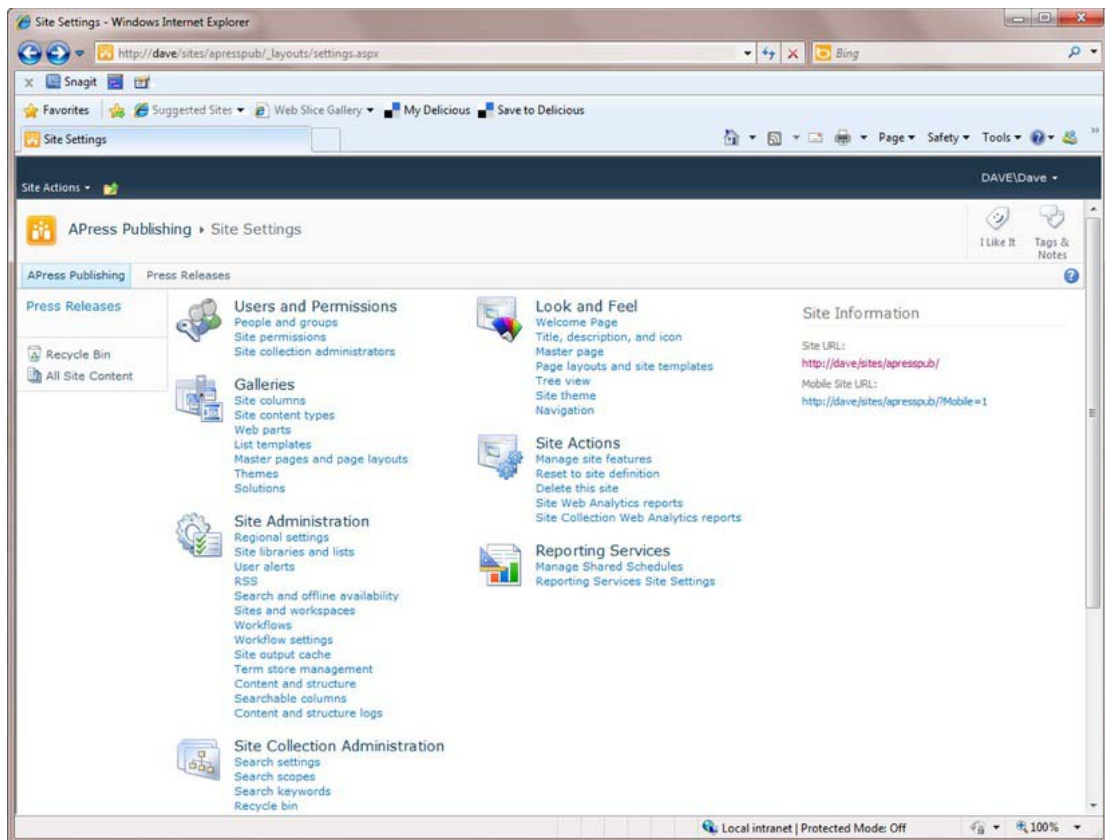 Site Settings - Windows Internet Explorer
http://dave/sites/apresspub/_layouts/settings.aspx
Bing
x Snagit
Favorites Suggested Sites Web Slice Gallery My Delicious Save to Delicious
Site Settings
Page Safety Tools
Site Actions
DAVE\Dave
APress Publishing Site Settings
I Like It
Tags &
Notes
APress Publishing Press Releases
Press Releases
Recycle Bin
All Site Content
Users and Permissions
People and groups
Site permissions
Site collection administrators
Galleries
Site columns
Site content types
Web parts
List templates
Master pages and page layouts
Themes
Solutions
Site Administration
Regional settings
Site libraries and lists
User alerts
RSS
Search and offline availability
Sites and workspaces
Workflows
Workflow settings
Site output cache
Term store management
Content and structure
Searchable columns
Content and structure logs
Site Collection Administration
Search settings
Search scopes
Search keywords
Recycle bin
Look and Feel
Welcome Page
Title, description, and icon
Master page
Page layouts and site templates
Tree view
Site theme
Navigation
Site Actions
Manage site features
Reset to site definition
Delete this site
Site Web Analytics reports
Site Collection Web Analytics reports
Reporting Services
Manage Shared Schedules
Reporting Services Site Settings
Site Information
Site URL:
http://dave/sites/apresspub/
Mobile Site URL:
http://dave/sites/apresspub/?Mobile=1
Local intranet | Protected Mode: Off
100%